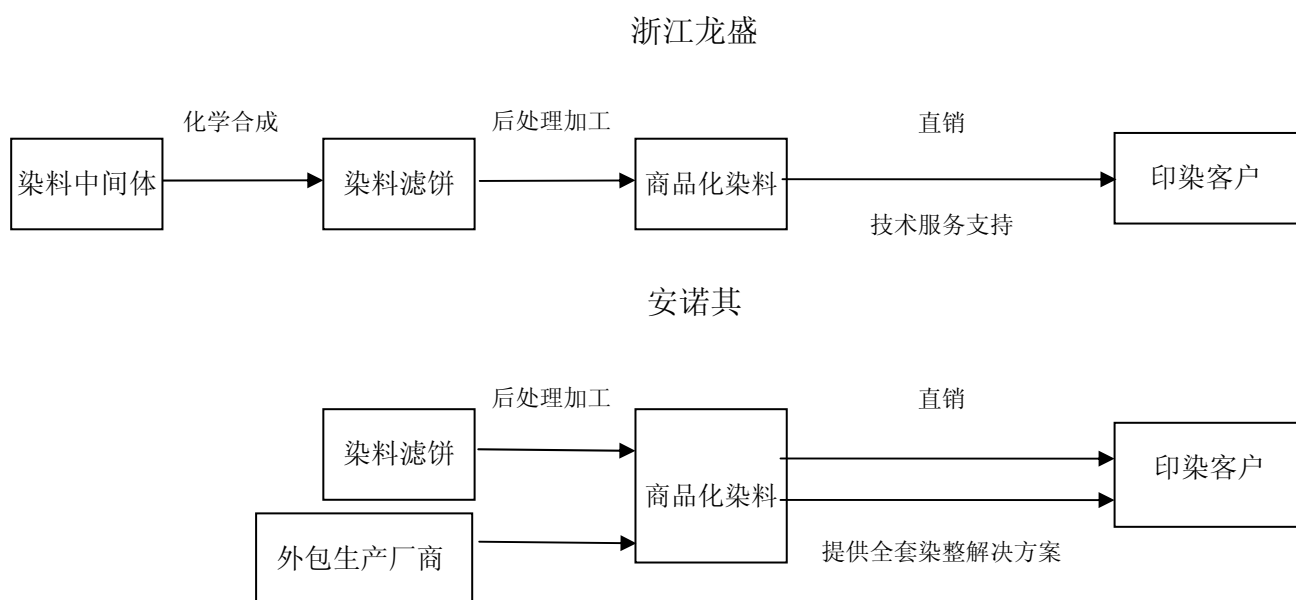 浙江龙盛
化学合成
后处理加工
直销
染料中间体
染料滤饼
商品化染料
印染客户
技术服务支持
安诺其
后处理加工
直销
染料滤饼
商品化染料
印染客户
外包生产厂商
提供全套染整解决方案